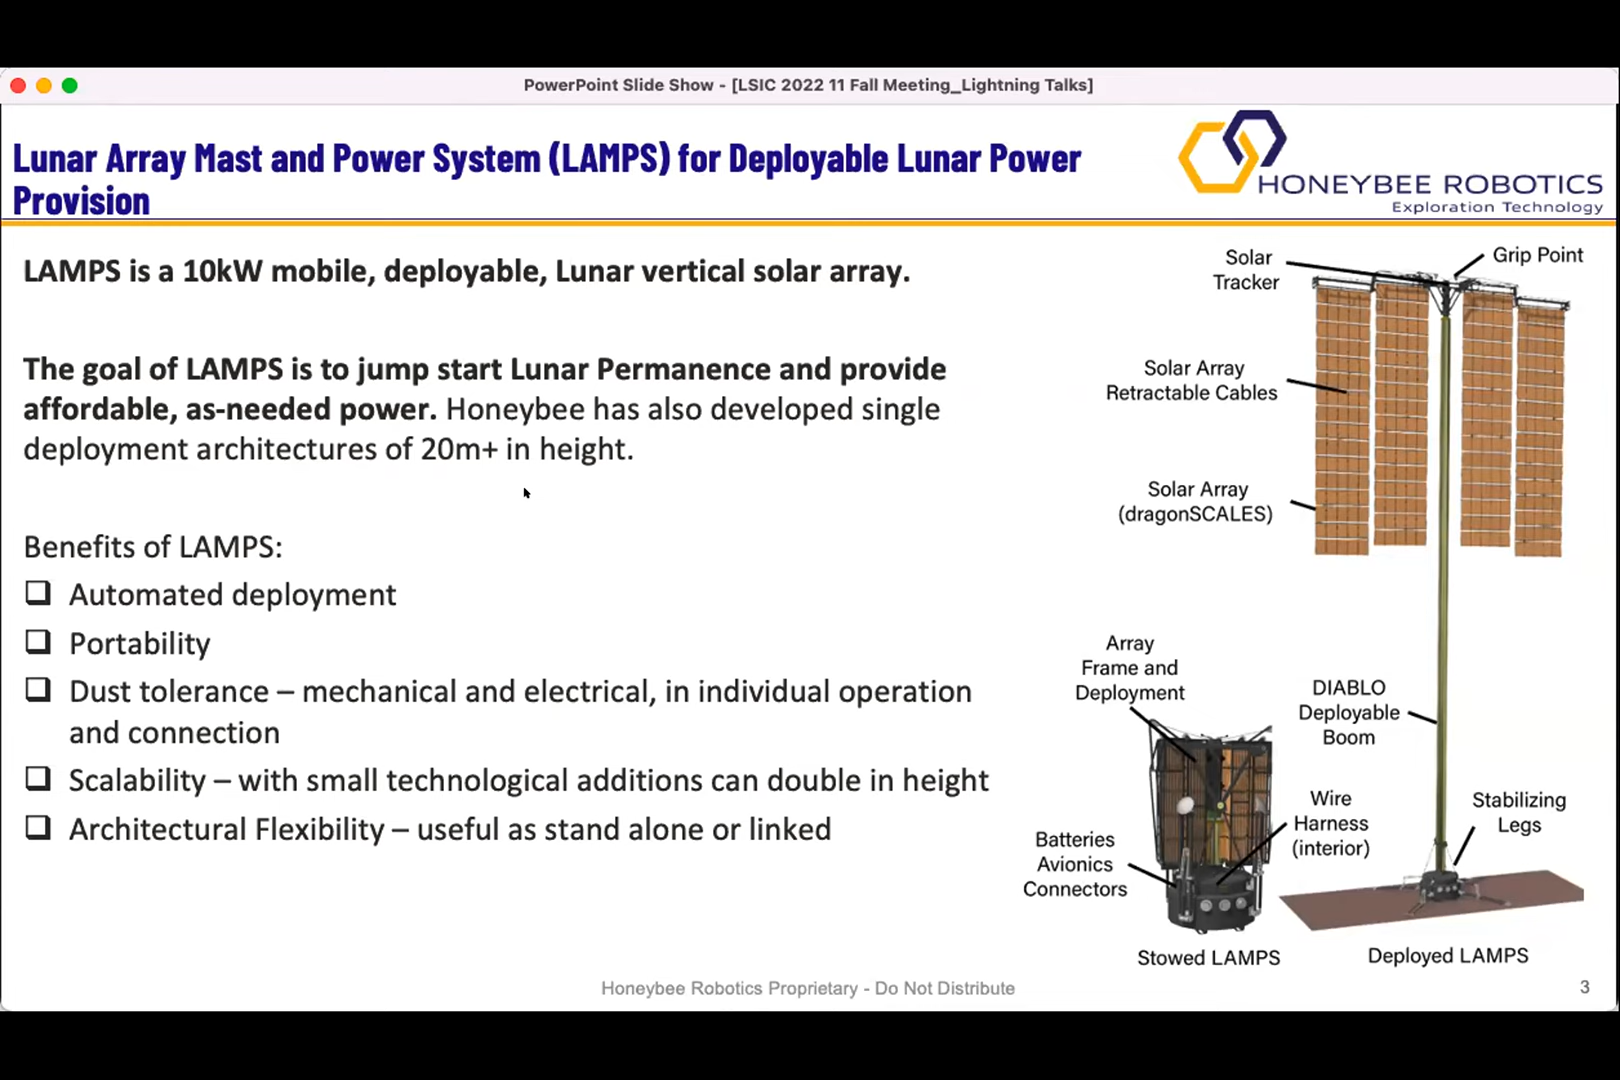 PowerPoint Slide Show - [LSIC 2022 11 Fall Meeting_Lightning Talks]
Lunar Array Mast and Power System (LAMPS) for Deployable Lunar Power
Provision
HONEYBEE ROBOTICS
Exploration Technology
LAMPS is a 10kW mobile, deployable, Lunar vertical solar array.
The goal of LAMPS is to jump start Lunar Permanence and provide
affordable, as-needed power. Honeybee has also developed single
deployment architectures of 20m+ in height.
Benefits of LAMPS:
Automated deployment
Portability
Dust tolerance – mechanical and electrical, in individual operation
and connection
Scalability – with small technological additions can double in height
Architectural Flexibility – useful as stand alone or linked
Solar
Tracker
Grip Point
Solar Array
Retractable Cables
Solar Array
(dragonSCALES)
Array
Frame and
Deployment
DIABLO
Deployable
Boom
Wire
Harness
(interior)
Stabilizing
Legs
Batteries
Avionics
Connectors
Stowed LAMPS
Deployed LAMPS
Honeybee Robotics Proprietary - Do Not Distribute
3